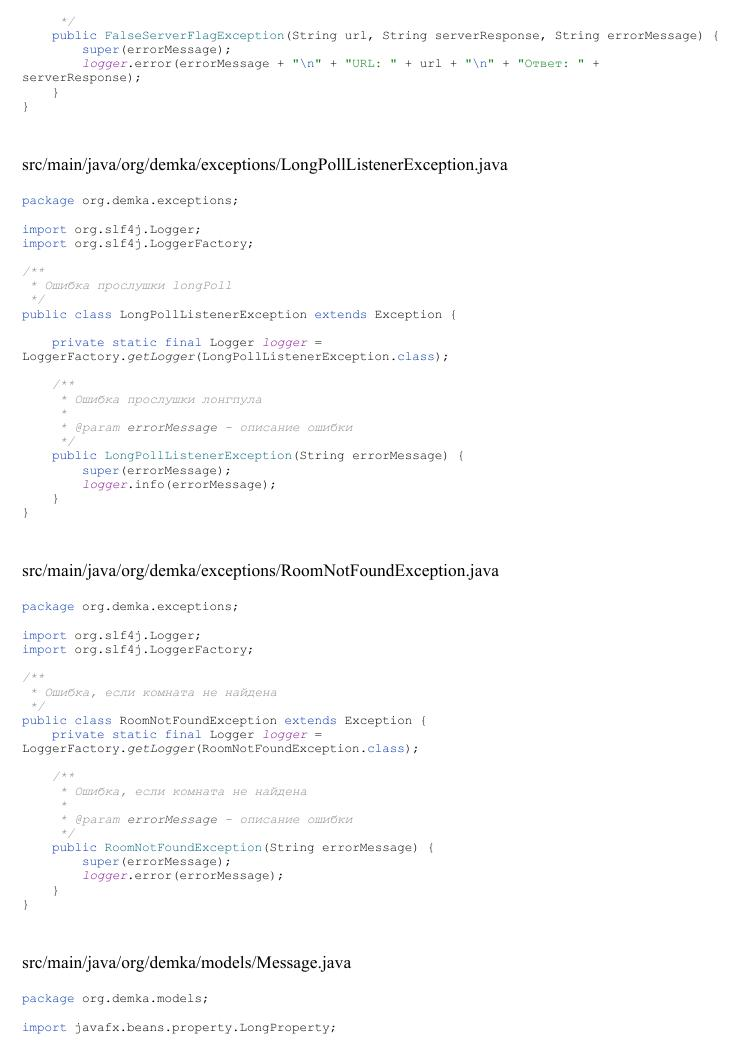 */
    public FalseServerFlagException(String url, String serverResponse, String errorMessage) {
        super(errorMessage);
        logger.error(errorMessage + "\n" + "URL: " + url + "\n" + "Ответ: " +
serverResponse);
    }
}
src/main/java/org/demka/exceptions/LongPollListenerException.java
package org.demka.exceptions;
import org.slf4j.Logger;
import org.slf4j.LoggerFactory;
/**
 * Ошибка прослушки longPoll
 */
public class LongPollListenerException extends Exception {
    private static final Logger logger =
LoggerFactory.getLogger(LongPollListenerException.class);
    /**
     * Ошибка прослушки лонгпула
     *
     * @param errorMessage - описание ошибки
     */
    public LongPollListenerException(String errorMessage) {
        super(errorMessage);
        logger.info(errorMessage);
    }
}
src/main/java/org/demka/exceptions/RoomNotFoundException.java
package org.demka.exceptions;
import org.slf4j.Logger;
import org.slf4j.LoggerFactory;
/**
 * Ошибка, если комната не найдена
 */
public class RoomNotFoundException extends Exception {
    private static final Logger logger =
LoggerFactory.getLogger(RoomNotFoundException.class);
    /**
     * Ошибка, если комната не найдена
     *
     * @param errorMessage - описание ошибки
     */
    public RoomNotFoundException(String errorMessage) {
        super(errorMessage);
        logger.error(errorMessage);
    }
}
src/main/java/org/demka/models/Message.java
package org.demka.models;
import javafx.beans.property.LongProperty;